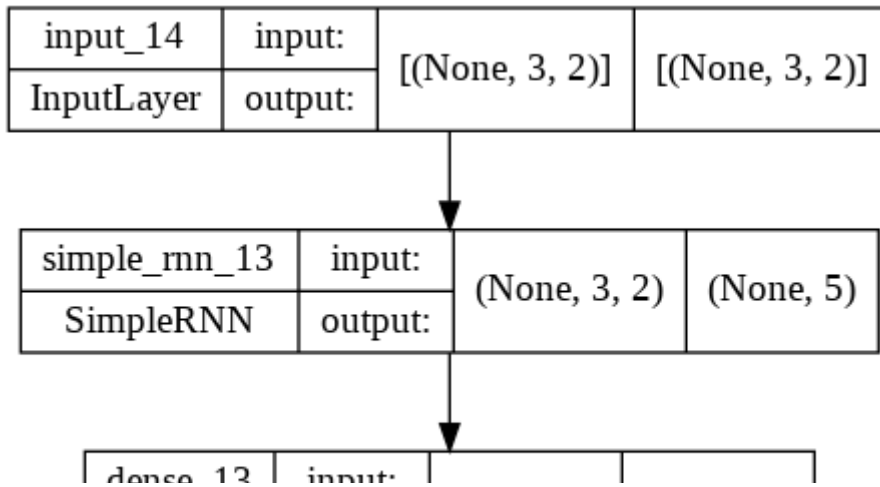 input_14 input: [(None, 3, 2)] [(None, 3, 2)]
InputLayer output:
simple_rnn_13 input: (None, 3, 2) (None, 5)
SimpleRNN output:
dense_13 input: